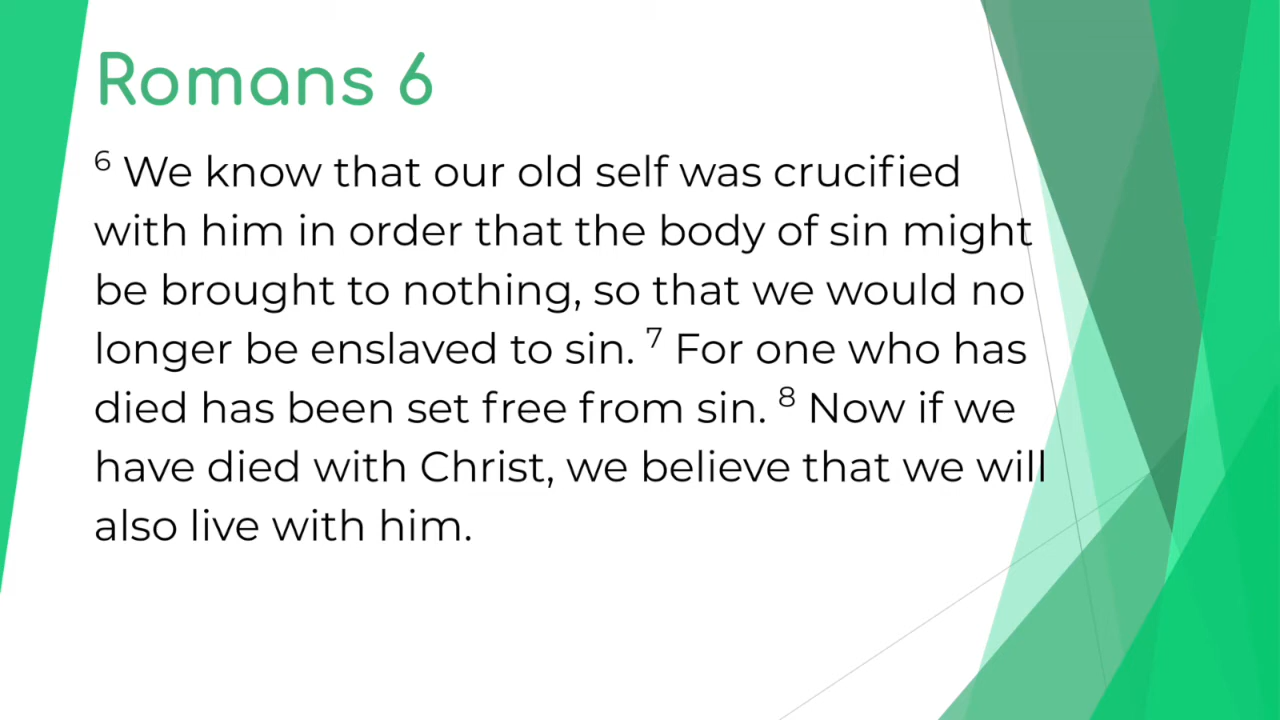 Romans 6
⁶ We know that our old self was crucified
with him in order that the body of sin might
be brought to nothing, so that we would no
longer be enslaved to sin. ⁷ For one who has
died has been set free from sin. ⁸ Now if we
have died with Christ, we believe that we will
also live with him.